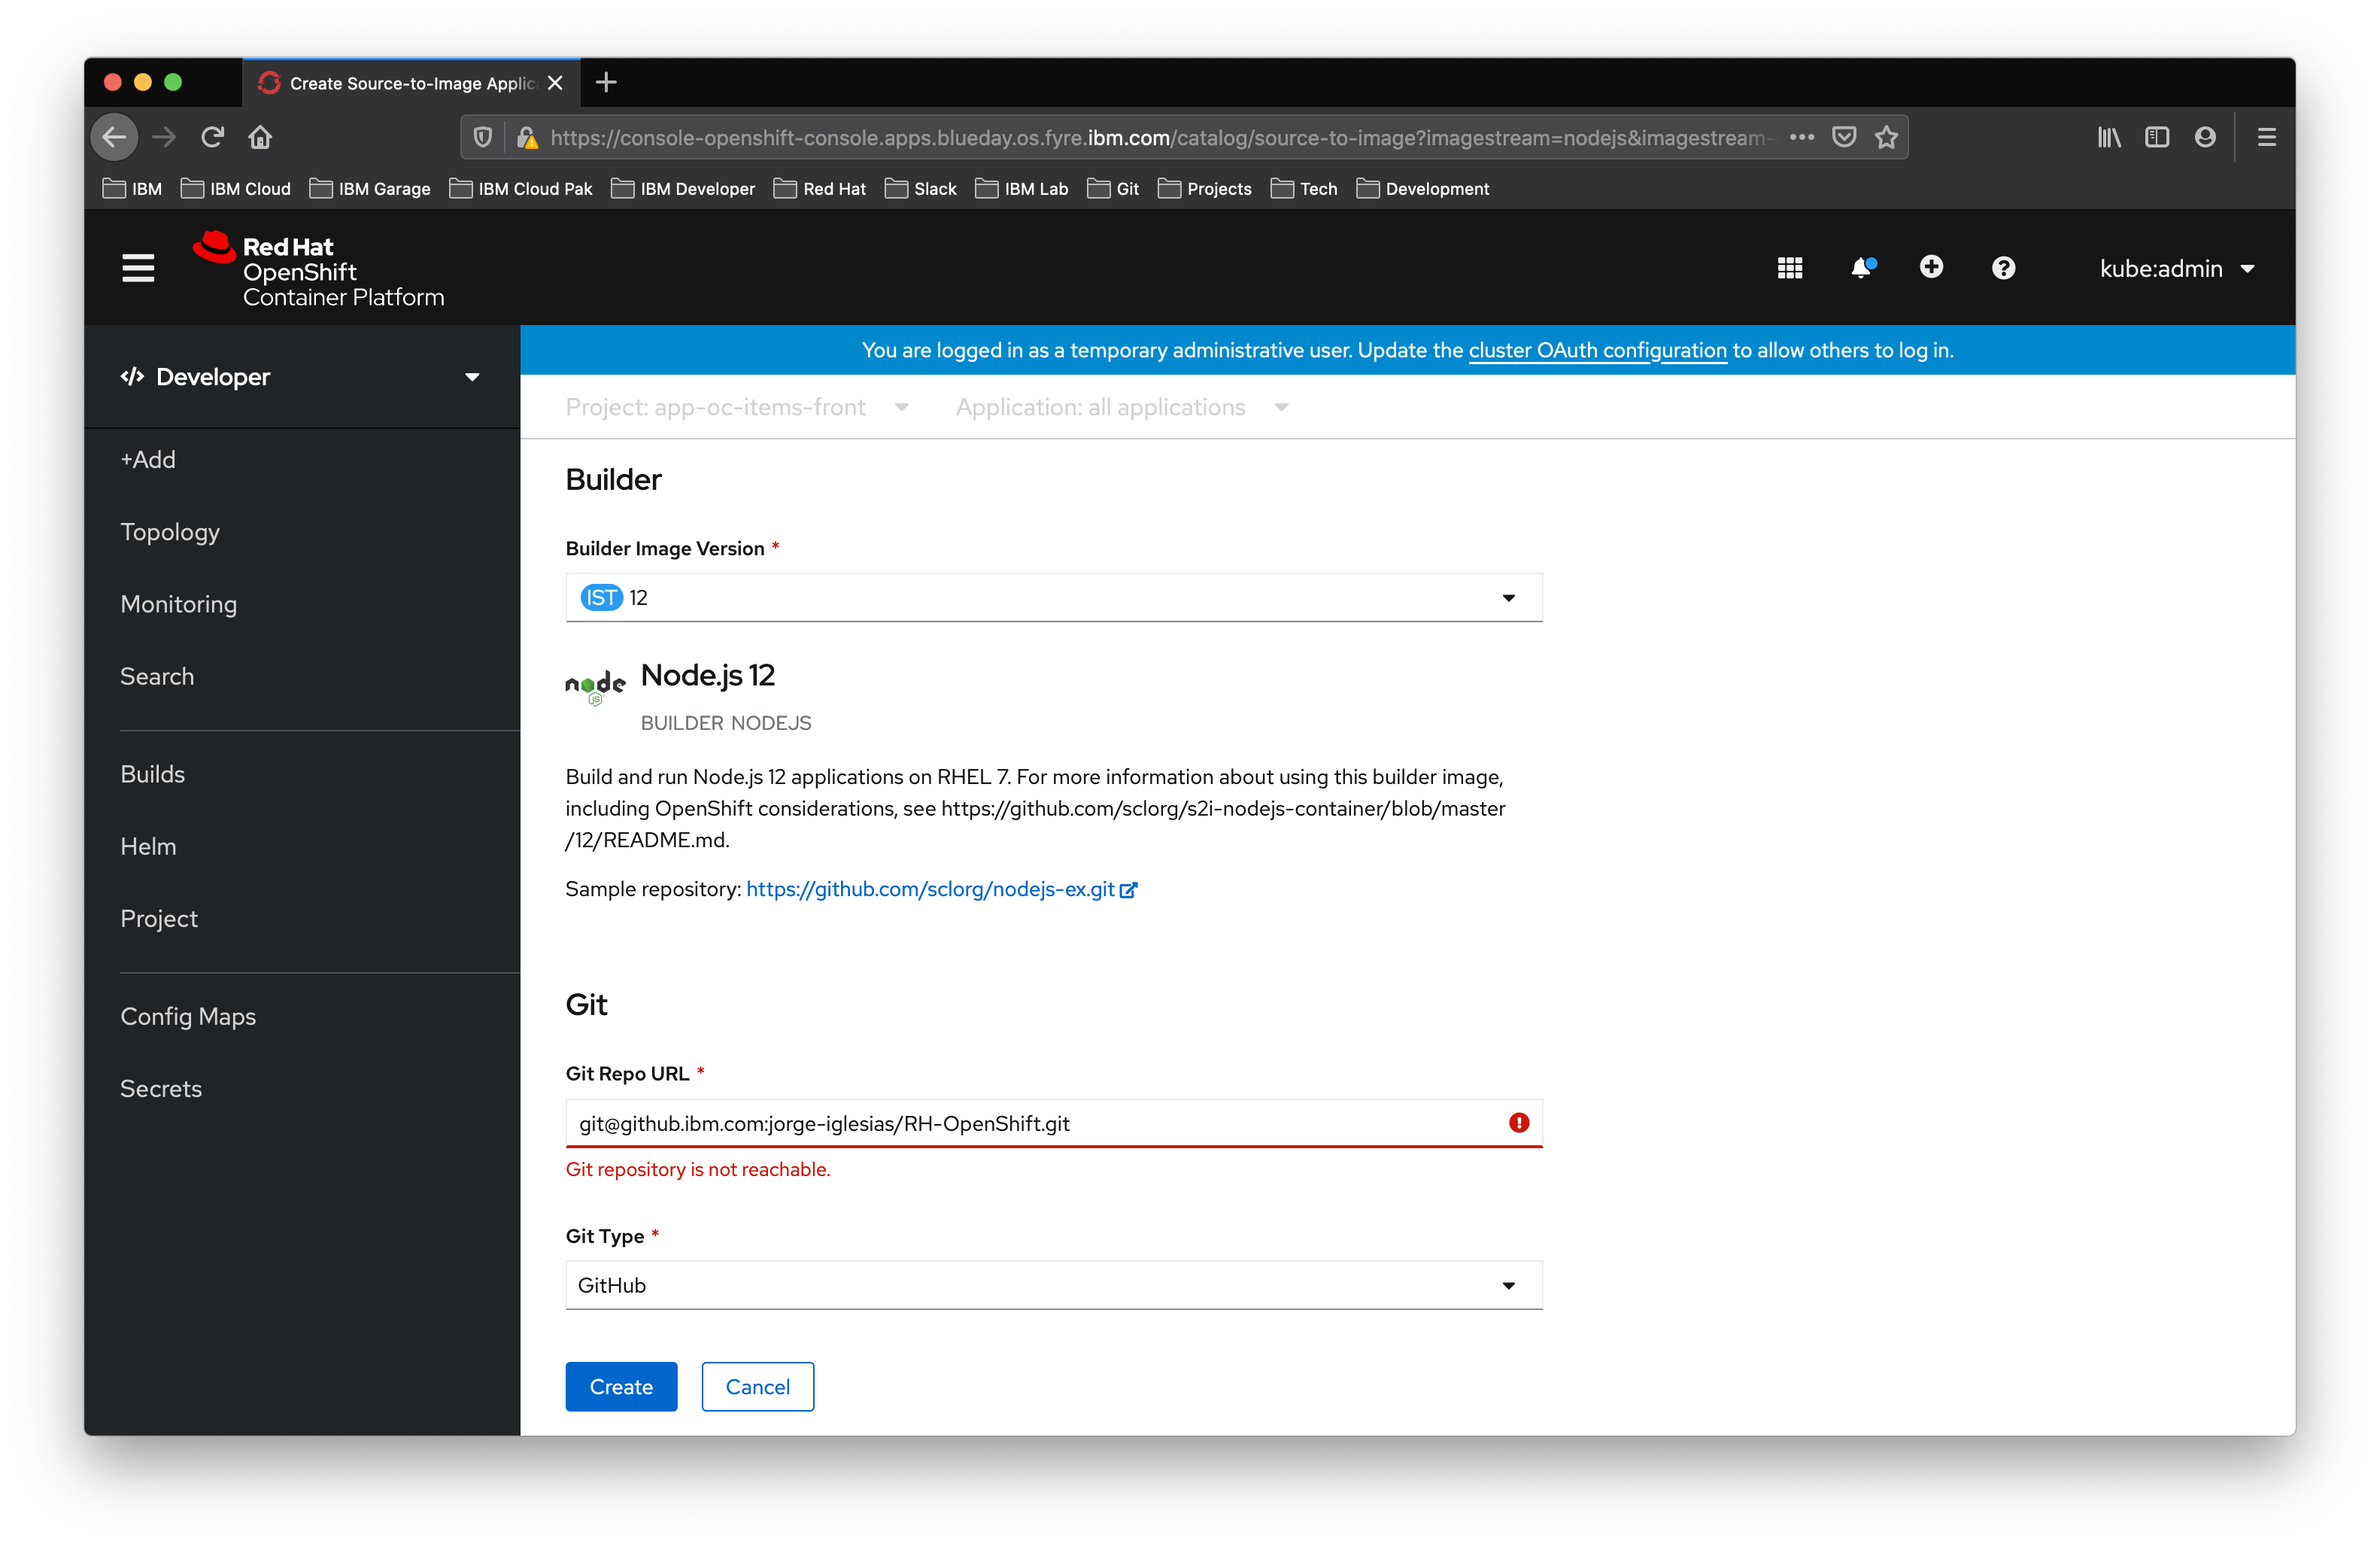 Create Source-to-Image Applic
https://console-openshift-console.apps.blueday.os.fyre.ibm.com/catalog/source-to-image?imagestream=nodejs&imagestream-
IBM IBM Cloud IBM Garage IBM Cloud Pak IBM Developer Red Hat Slack IBM Lab Git Projects Tech Development
Red Hat
OpenShift
Container Platform
kube:admin
You are logged in as a temporary administrative user. Update the cluster OAuth configuration to allow others to log in.
</> Developer
+Add
Topology
Monitoring
Search
Builds
Helm
Project
Config Maps
Secrets
Project: app-oc-items-front Application: all applications
Builder
Builder Image Version *
IST 12
node JS
Node.js 12
BUILDER NODEJS
Build and run Node.js 12 applications on RHEL 7. For more information about using this builder image,
including OpenShift considerations, see https://github.com/sclorg/s2i-nodejs-container/blob/master
/12/README.md.
Sample repository: https://github.com/sclorg/nodejs-ex.git
Git
Git Repo URL *
git@github.ibm.com:jorge-iglesias/RH-OpenShift.git
Git repository is not reachable.
Git Type *
GitHub
Create Cancel